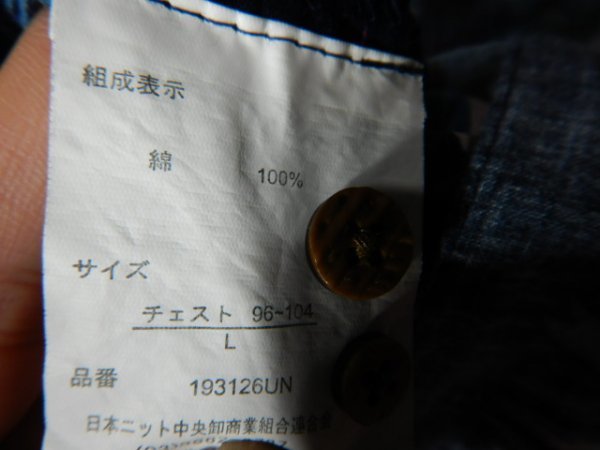 組成表示
綿 100%
サイズ
チェスト 96~104
L
品番 193126UN
日本ニット中央卸商業組合連合会